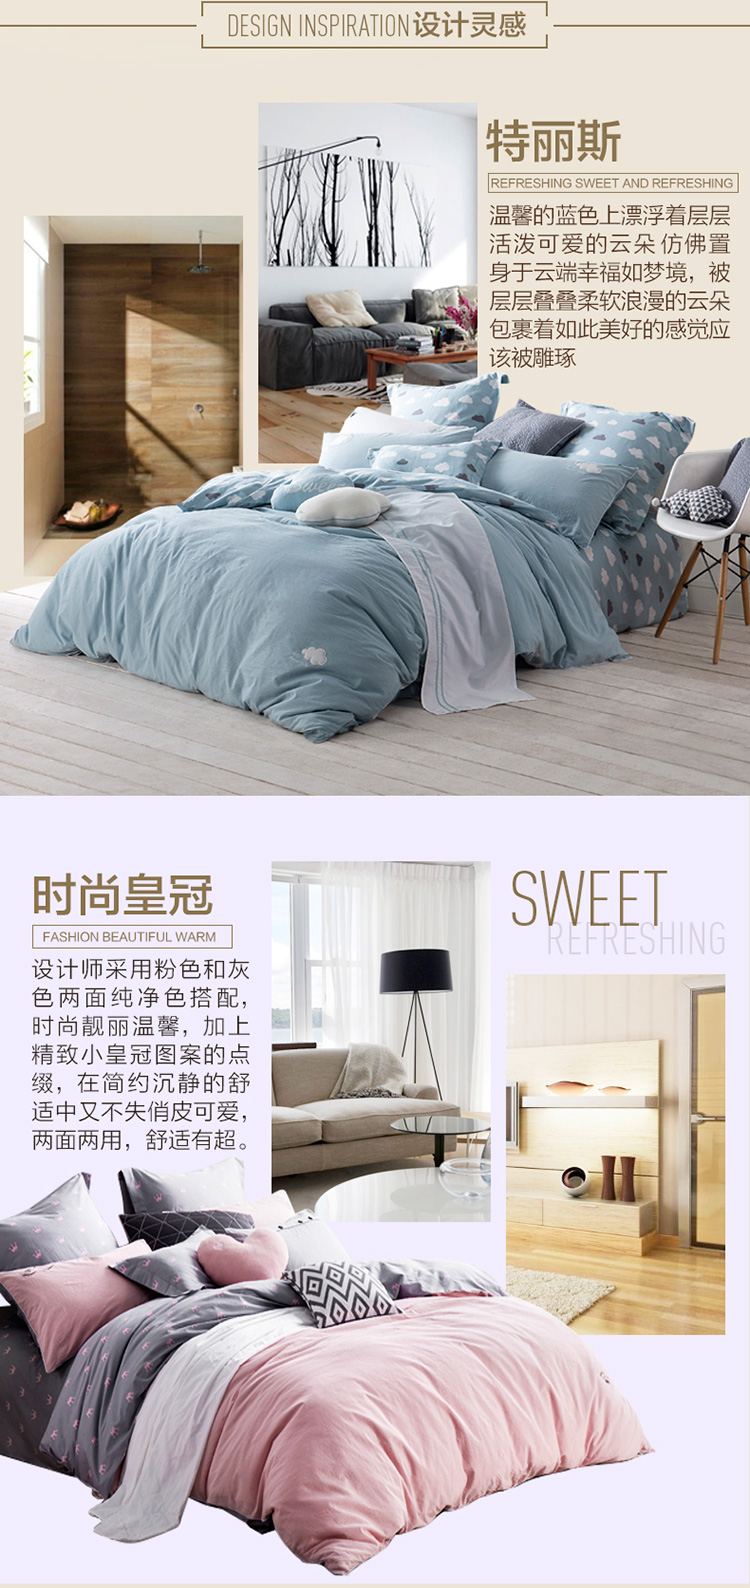 DESIGN INSPIRATION设计灵感
特丽斯
REFRESHING SWEET AND REFRESHING
温馨的蓝色上漂浮着层层
活泼可爱的云朵仿佛置
身于云端幸福如梦境，被
层层叠叠柔软浪漫的云朵
包裹着如此美好的感觉应
该被雕琢
时尚皇冠
FASHION BEAUTIFUL WARM
设计师采用粉色和灰
色两面纯净色搭配，
时尚靓丽温馨，加上
精致小皇冠图案的点
缀，在简约沉静的舒
适中又不失俏皮可爱，
两面两用，舒适有超。
SWEET
REFRESHING